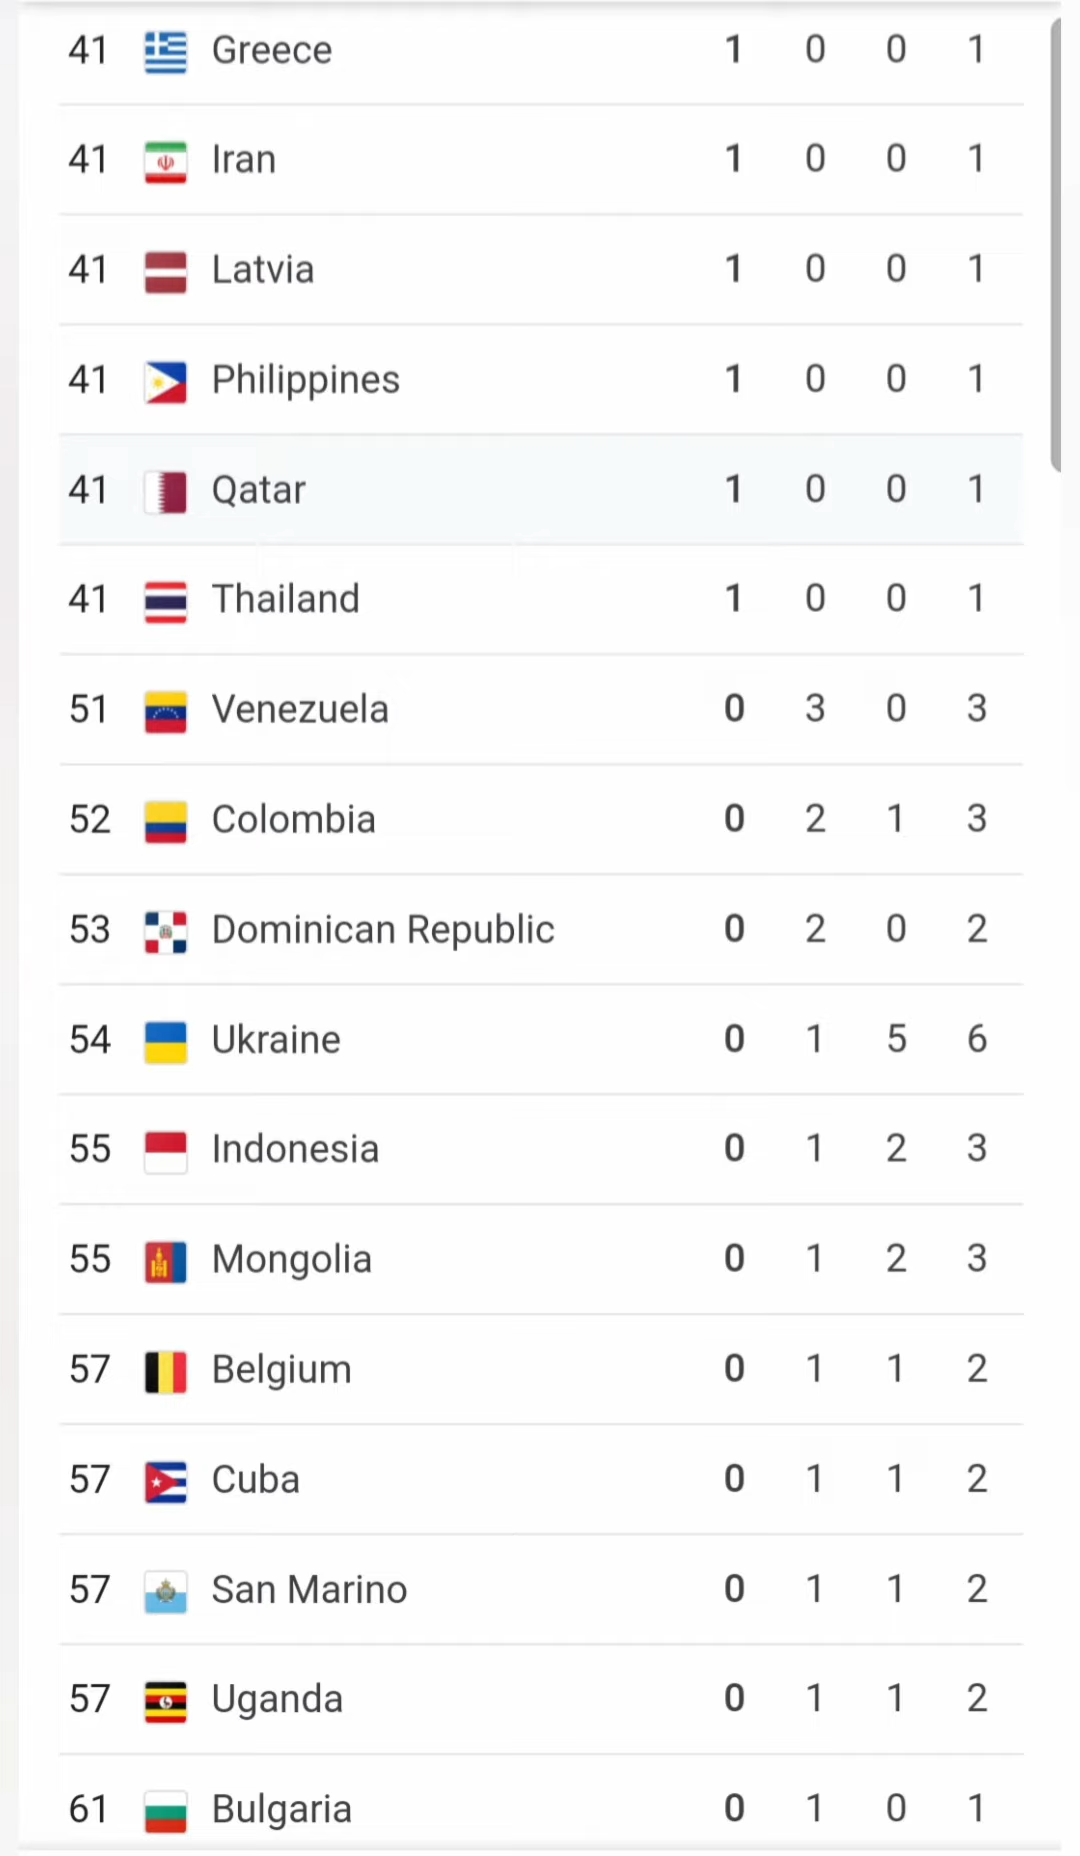 41 Greece 1 0 0 1
41 Iran 1 0 0 1
41 Latvia 1 0 0 1
41 Philippines 1 0 0 1
41 Qatar 1 0 0 1
41 Thailand 1 0 0 1
51 Venezuela 0 3 0 3
52 Colombia 0 2 1 3
53 Dominican Republic 0 2 0 2
54 Ukraine 0 1 5 6
55 Indonesia 0 1 2 3
55 Mongolia 0 1 2 3
57 Belgium 0 1 1 2
57 Cuba 0 1 1 2
57 San Marino 0 1 1 2
57 Uganda 0 1 1 2
61 Bulgaria 0 1 0 1